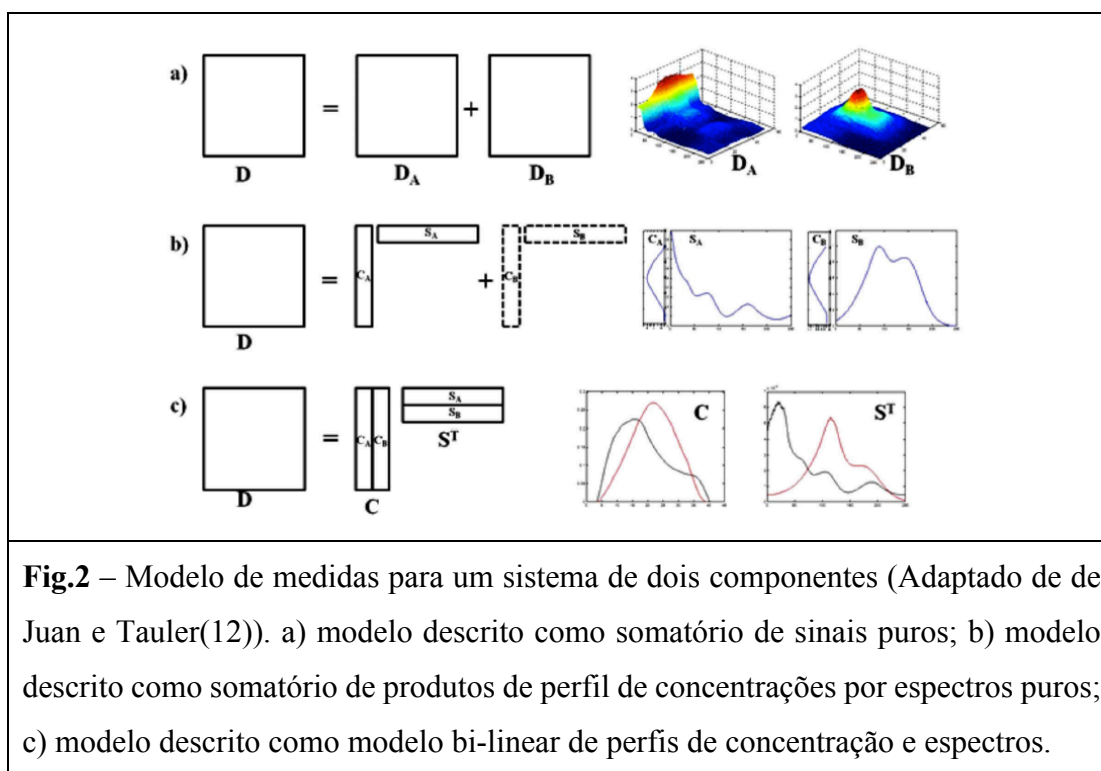 a)
D
=
D_A
+
D_B
D_A
D_B
b)
D
=
C_A
S_A
+
C_B
S_B
C_A
S_A
C_B
S_B
c)
D
=
C_A
C_B
C
S_A
S_B
S^T
C
S^T
Fig.2 – Modelo de medidas para um sistema de dois componentes (Adaptado de de
Juan e Tauler(12)). a) modelo descrito como somatório de sinais puros; b) modelo
descrito como somatório de produtos de perfil de concentrações por espectros puros;
c) modelo descrito como modelo bi-linear de perfis de concentração e espectros.